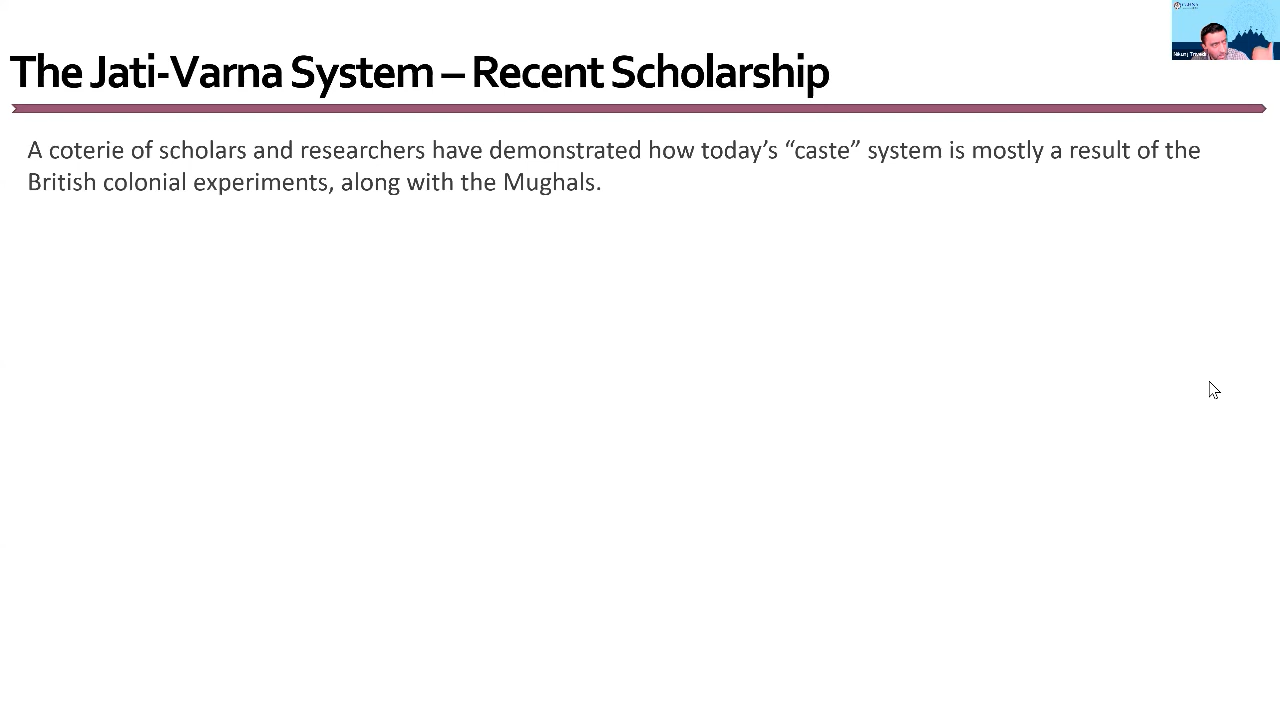 The Jati-Varna System – Recent Scholarship
A coterie of scholars and researchers have demonstrated how today’s “caste” system is mostly a result of the
British colonial experiments, along with the Mughals.